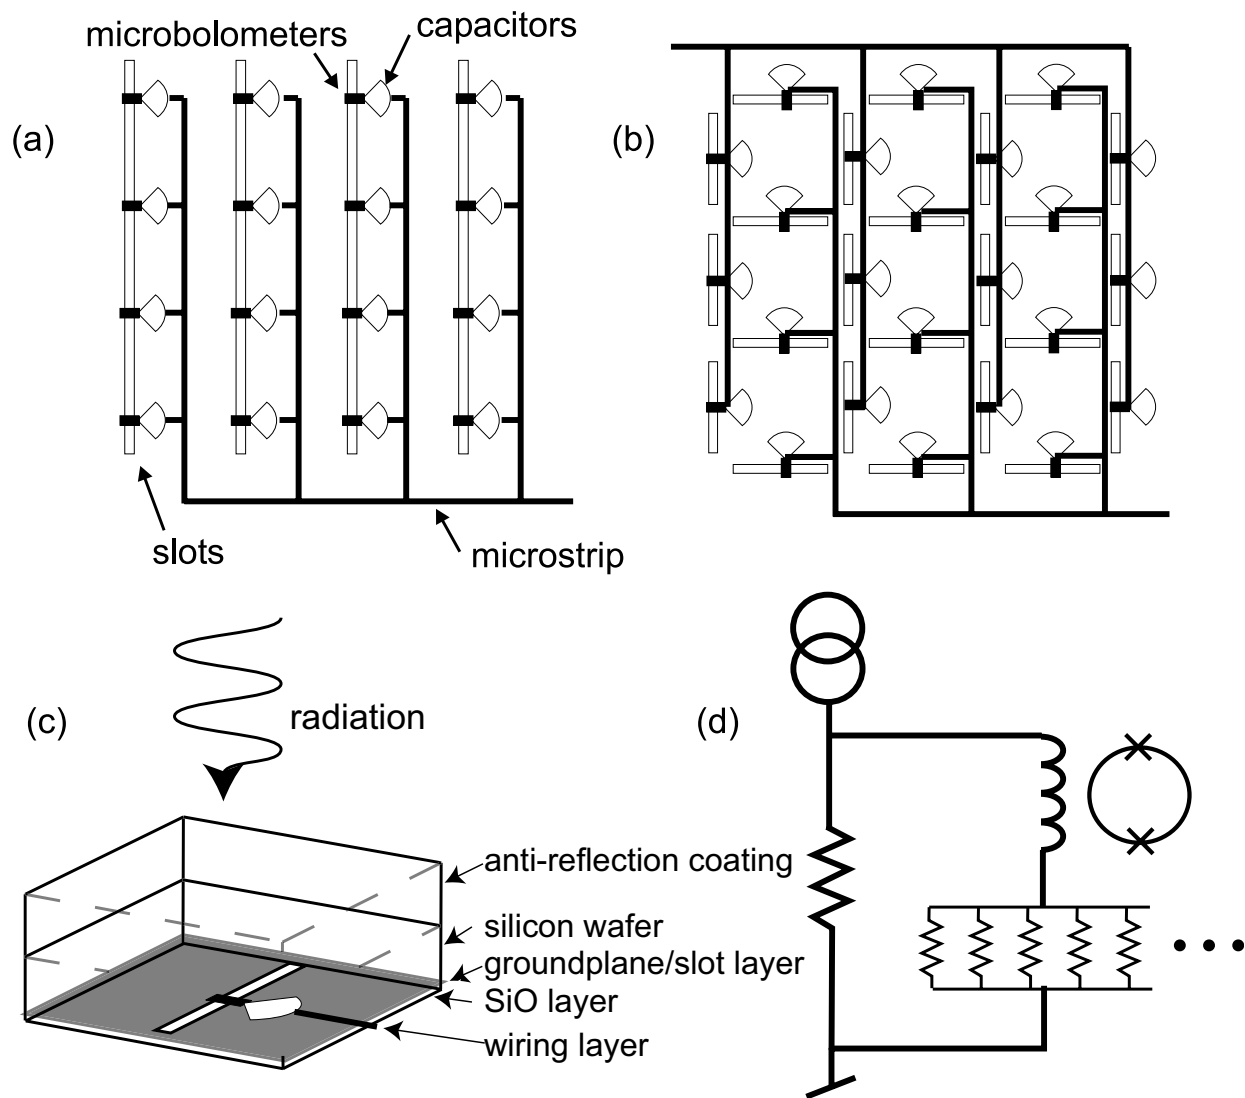 microbolometers
capacitors
(a)
(b)
slots
microstrip
(c)
radiation
(d)
anti-reflection coating
silicon wafer
groundplane/slot layer
SiO layer
wiring layer